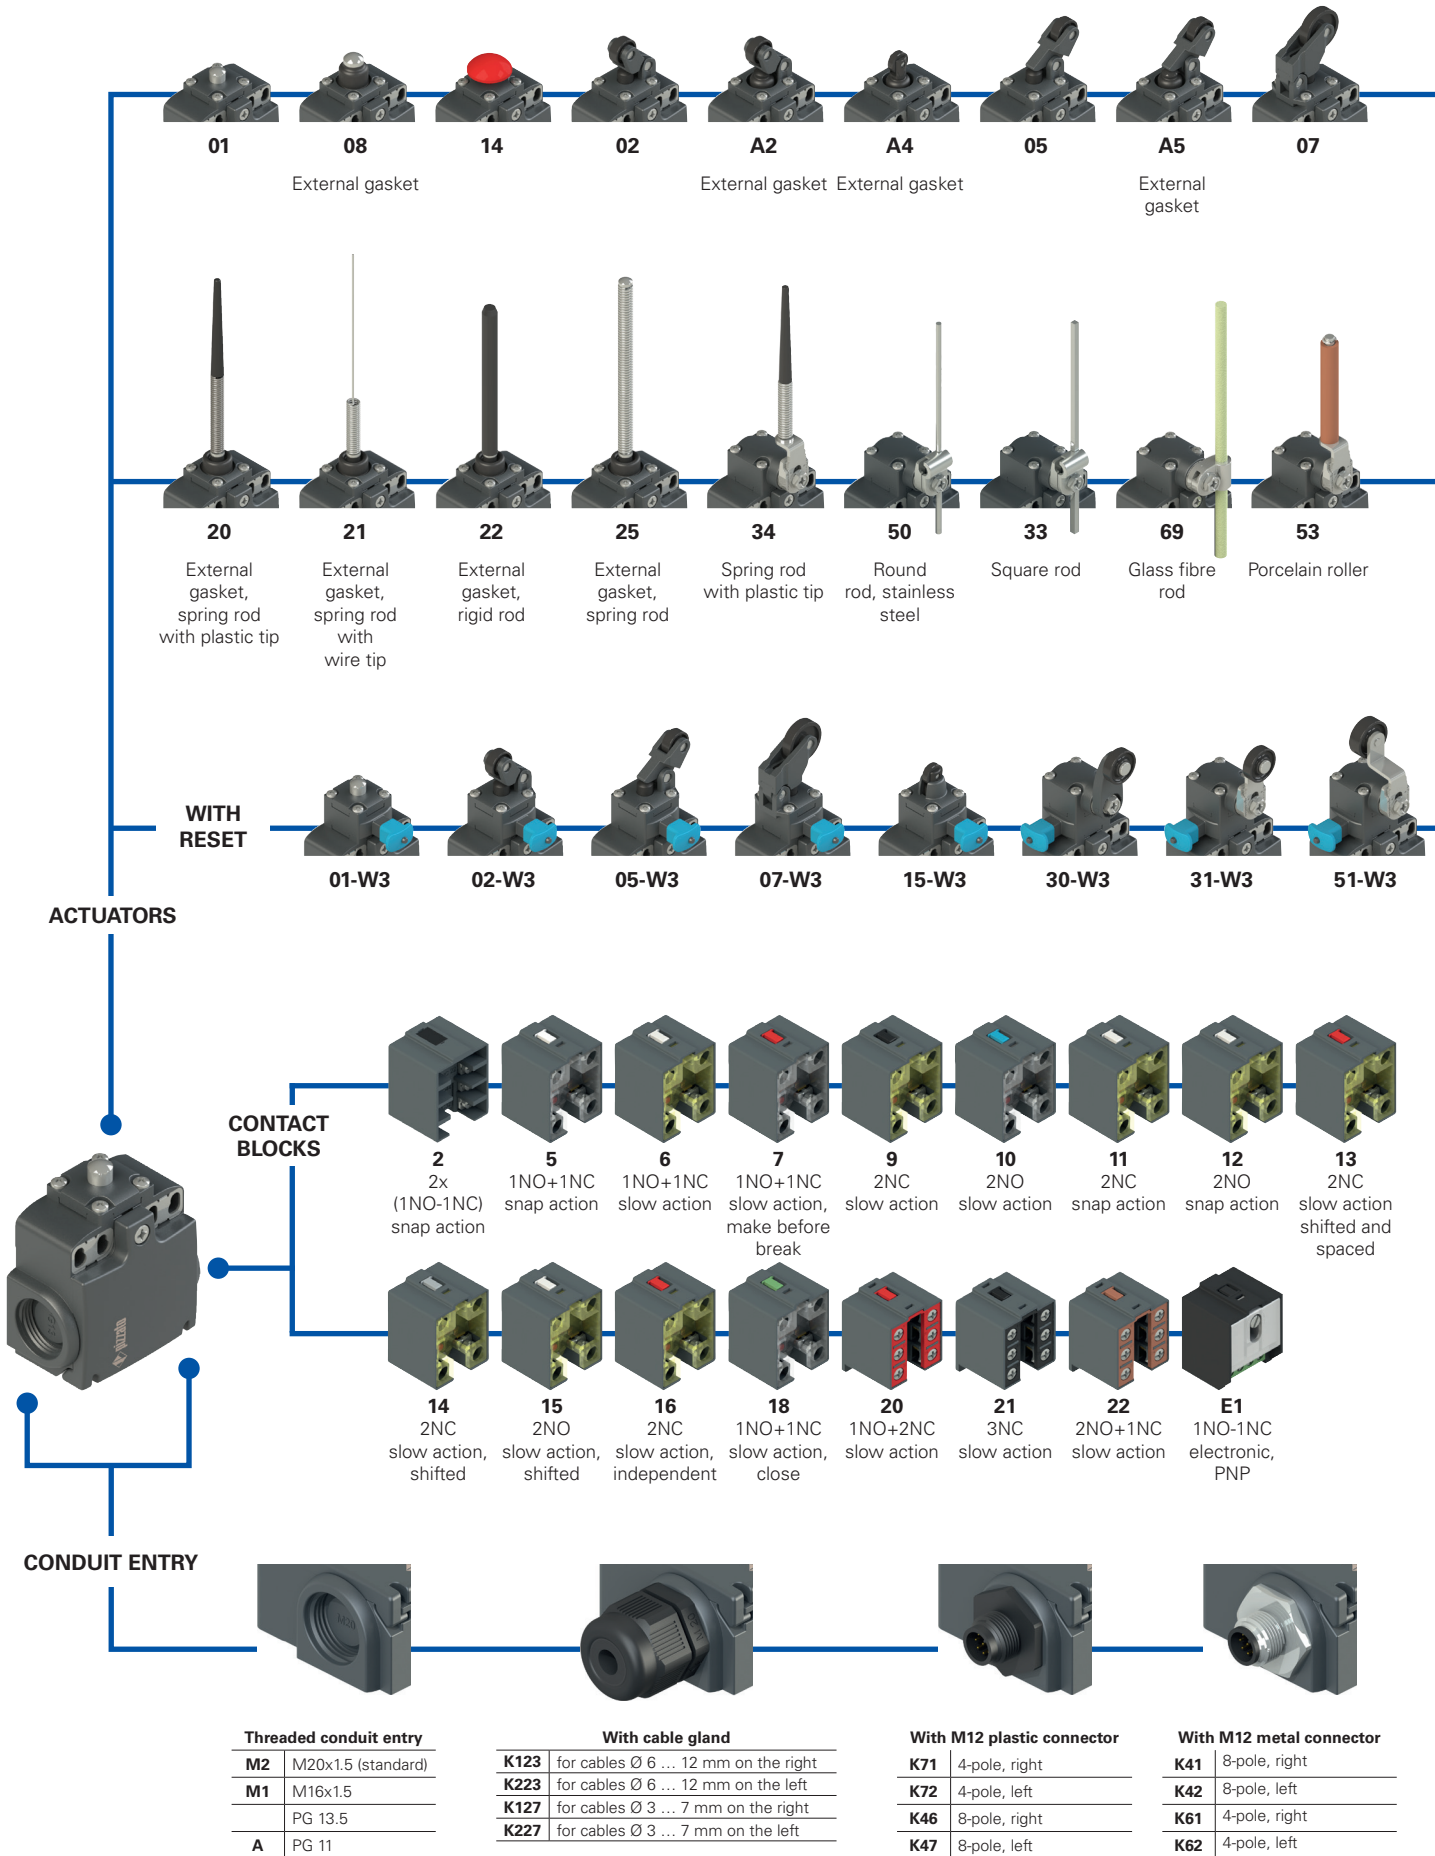 01 08 14 02 A2 A4 05 A5 07
External gasket
External gasket
External gasket
External
gasket
20
External
gasket,
spring rod
with plastic tip
21
External
gasket,
spring rod
with
wire tip
22
External
gasket,
rigid rod
25
External
gasket,
spring rod
34
Spring rod
with plastic tip
50
Round
rod, stainless
steel
33
Square rod
69
Glass fibre
rod
53
Porcelain roller
WITH
RESET
01-W3 02-W3 05-W3 07-W3 15-W3 30-W3 31-W3 51-W3
ACTUATORS
CONTACT
BLOCKS
2
2x
(1NO-1NC)
snap action
5
1NO+1NC
snap action
6
1NO+1NC
slow action
7
1NO+1NC
slow action,
make before
break
9
2NC
slow action
10
2NO
slow action
11
2NC
snap action
12
2NO
snap action
13
2NC
slow action
shifted and
spaced
pizzato
14
2NC
slow action,
shifted
15
2NO
slow action,
shifted
16
2NC
slow action,
independent
18
1NO+1NC
slow action,
close
20
1NO+2NC
slow action
21
3NC
slow action
22
2NO+1NC
slow action
E1
1NO-1NC
electronic,
PNP
CONDUIT ENTRY
M20
Threaded conduit entry
M2 M20x1.5 (standard)
M1 M16x1.5
PG 13.5
A PG 11
With cable gland
K123 for cables Ø 6 … 12 mm on the right
K223 for cables Ø 6 … 12 mm on the left
K127 for cables Ø 3 … 7 mm on the right
K227 for cables Ø 3 … 7 mm on the left
With M12 plastic connector
K71 4-pole, right
K72 4-pole, left
K46 8-pole, right
K47 8-pole, left
With M12 metal connector
K41 8-pole, right
K42 8-pole, left
K61 4-pole, right
K62 4-pole, left